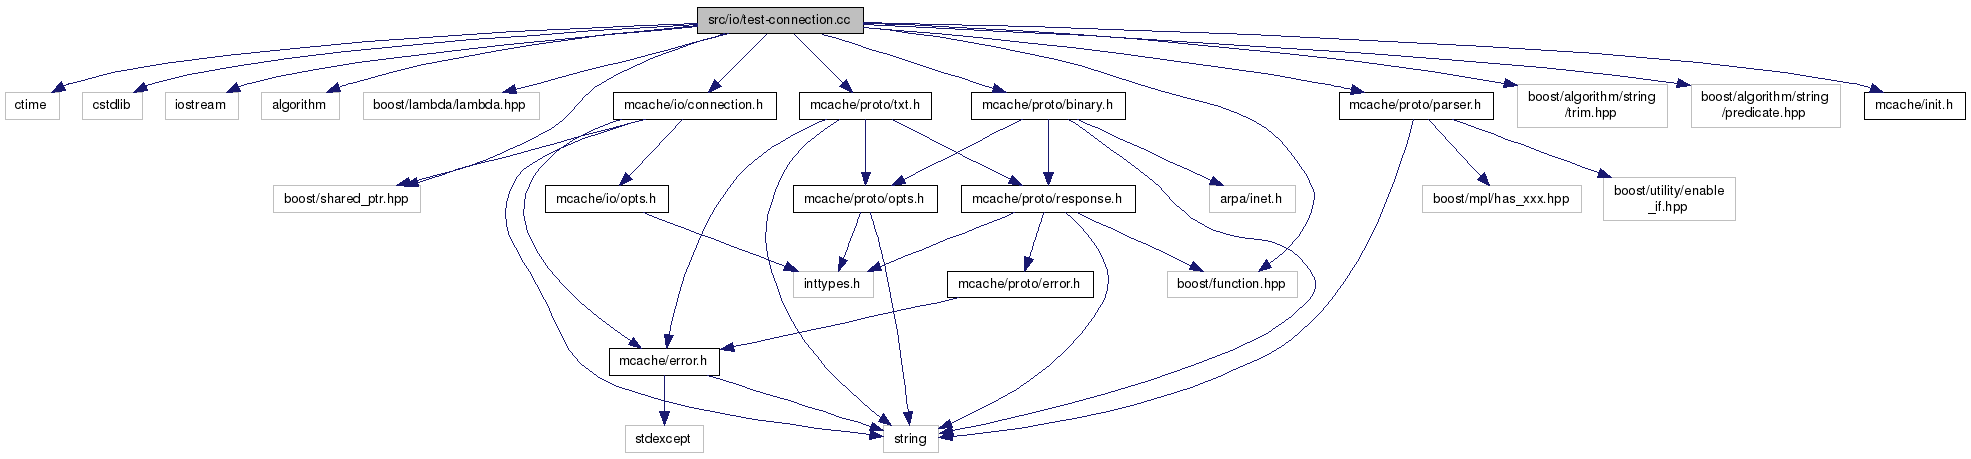 src/io/test-connection.cc
ctime
cstdlib
iostream
algorithm
boost/lambda/lambda.hpp
mcache/io/connection.h
mcache/proto/txt.h
mcache/proto/binary.h
mcache/proto/parser.h
boost/algorithm/string
/trim.hpp
boost/algorithm/string
/predicate.hpp
mcache/init.h
boost/shared_ptr.hpp
mcache/io/opts.h
mcache/proto/opts.h
mcache/proto/response.h
arpa/inet.h
boost/mpl/has_xxx.hpp
boost/utility/enable
_if.hpp
inttypes.h
mcache/proto/error.h
boost/function.hpp
mcache/error.h
stdexcept
string